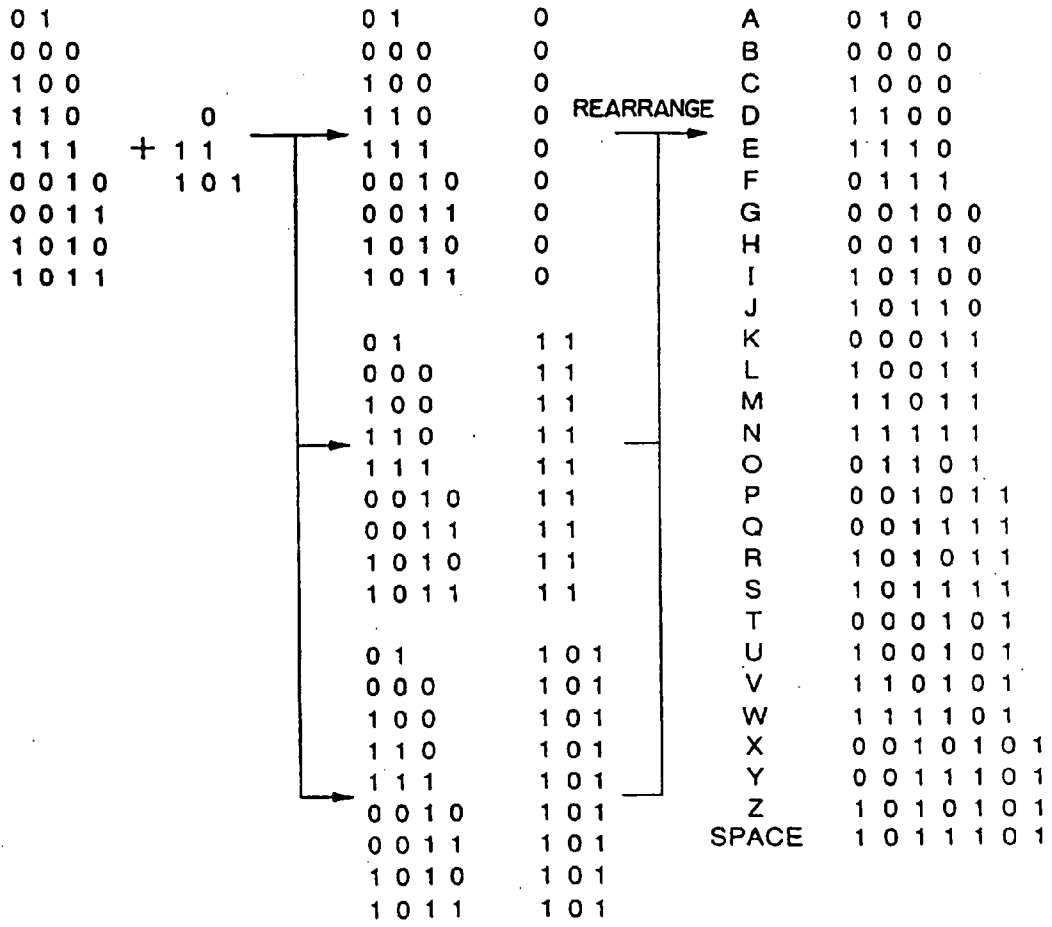 0 1 0 1 0 A 0 1 0
0 0 0 0 0 0 0 B 0 0 0 0
1 0 0 1 0 0 0 C 1 0 0 0
1 1 0 0 1 1 0 0 REARRANGE D 1 1 0 0
1 1 1 + 1 1 1 1 1 0 E 1 1 1 0
0 0 1 0 1 0 1 0 0 1 0 0 F 0 1 1 1
0 0 1 1 0 0 1 1 0 G 0 0 1 0 0
1 0 1 0 1 0 1 0 0 H 0 0 1 1 0
1 0 1 1 1 0 1 1 0 I 1 0 1 0 0
J 1 0 1 1 0
0 1 1 1 K 0 0 0 1 1
0 0 0 1 1 L 1 0 0 1 1
1 0 0 1 1 M 1 1 0 1 1
1 1 0 1 1 N 1 1 1 1 1
1 1 1 1 1 O 0 1 1 0 1
0 0 1 0 1 1 P 0 0 1 0 1 1
0 0 1 1 1 1 Q 0 0 1 1 1 1
1 0 1 0 1 1 R 1 0 1 0 1 1
1 0 1 1 1 1 S 1 0 1 1 1 1
T 0 0 0 1 0 1
0 1 1 0 1 U 1 0 0 1 0 1
0 0 0 1 0 1 V 1 1 0 1 0 1
1 0 0 1 0 1 W 1 1 1 1 0 1
1 1 0 1 0 1 X 0 0 1 0 1 0 1
1 1 1 1 0 1 Y 0 0 1 1 1 0 1
0 0 1 0 1 0 1 Z 1 0 1 0 1 0 1
0 0 1 1 1 0 1 SPACE 1 0 1 1 1 0 1
1 0 1 0 1 0 1
1 0 1 1 1 0 1